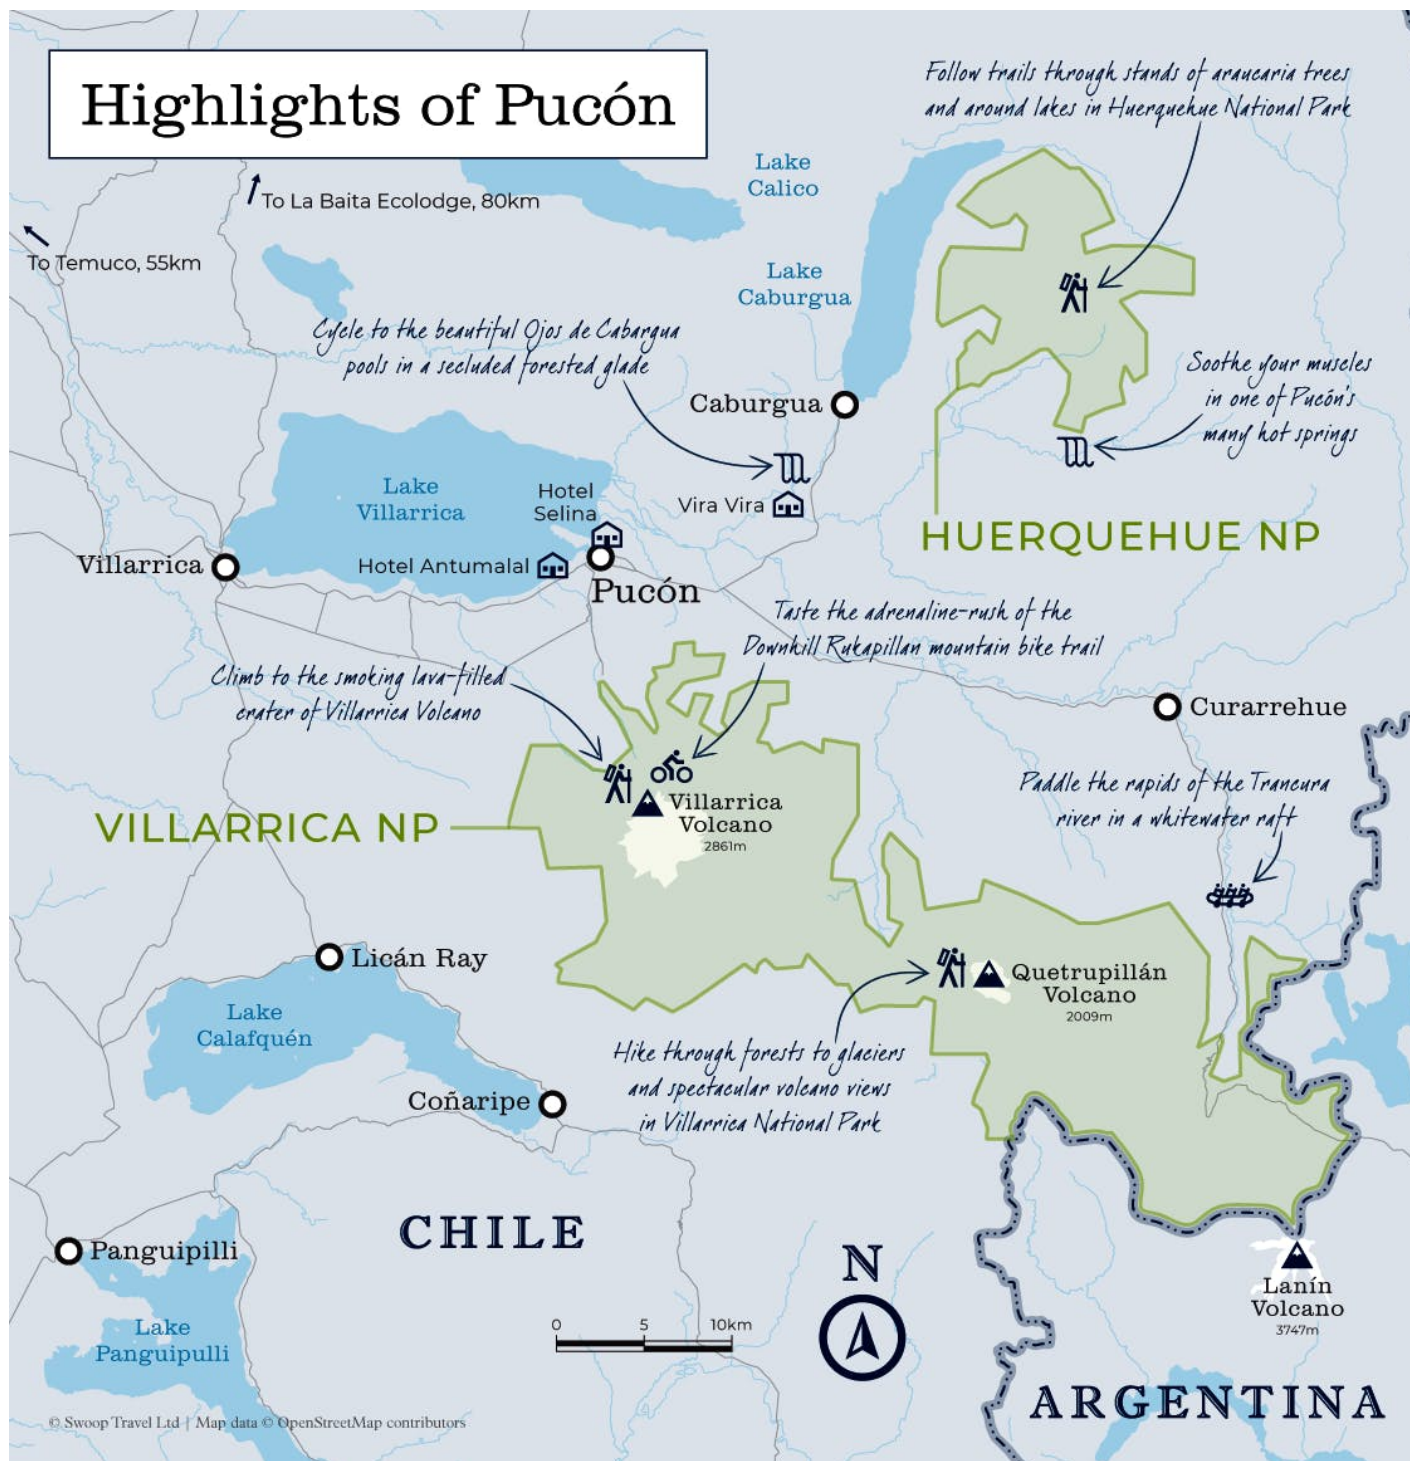 Highlights of Pucón
Follow trails through stands of araucaria trees
and around lakes in Huerquehue National Park
Lake
Calico
To La Baita Ecolodge, 80km
To Temuco, 55km
Lake
Caburgua
Cycle to the beautiful Ojos de Cabargua
pools in a secluded forested glade
Soothe your muscles
in one of Pucón's
many hot springs
Caburgua
Lake
Villarrica
Hotel
Selina
Vira Vira
HUERQUEHUE NP
Villarrica
Hotel Antumalal
Pucón
Taste the adrenaline-rush of the
Downhill Rukapillan mountain bike trail
Climb to the smoking lava-filled
crater of Villarrica Volcano
Curarrehue
Paddle the rapids of the Trancura
river in a whitewater raft
VILLARRICA NP
Villarrica
Volcano
2861m
Licán Ray
Quetrupillán
Volcano
2009m
Lake
Calafquén
Hike through forests to glaciers
and spectacular volcano views
in Villarrica National Park
Coñaripe
CHILE
Panguipilli
N
Lanín
Volcano
3747m
Lake
Panguipulli
0 5 10km
ARGENTINA
© Swoop Travel Ltd | Map data © OpenStreetMap contributors